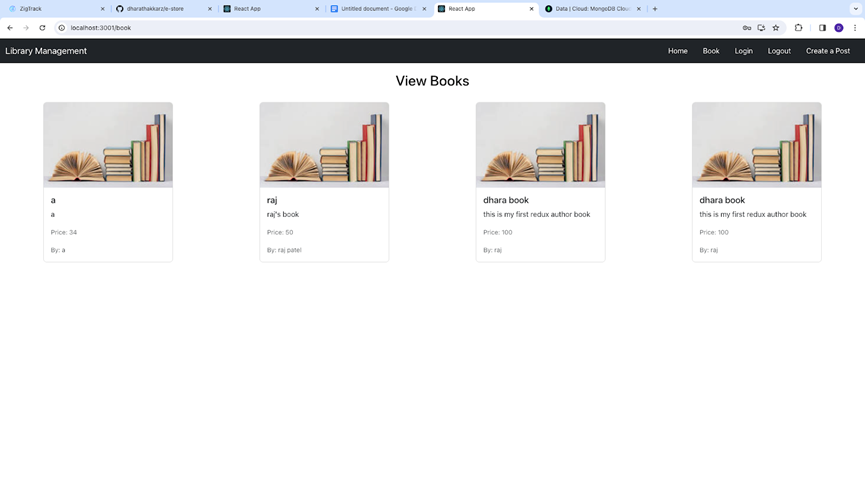 ZigTrack
dharathakkarz/e-store
React App
Untitled document - Google
React App
Data | Cloud: MongoDB Clou
localhost:3001/book
D
Library Management
Home
Book
Login
Logout
Create a Post
View Books
a
a
Price: 34
By: a
raj
raj's book
Price: 50
By: raj patel
dhara book
this is my first redux author book
Price: 100
By: raj
dhara book
this is my first redux author book
Price: 100
By: raj